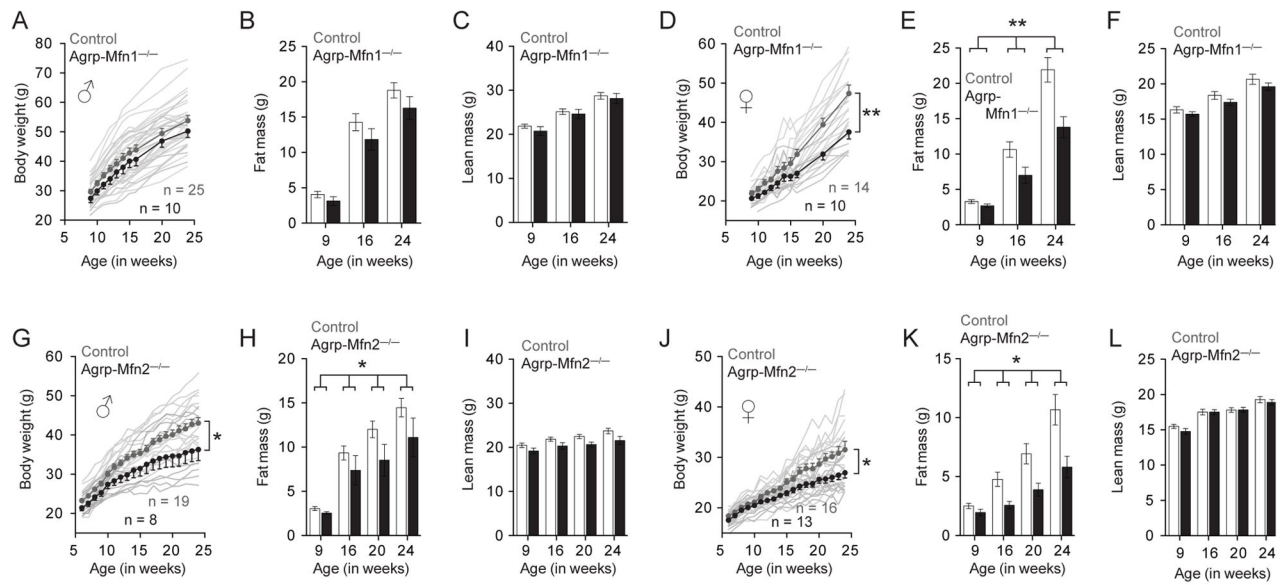 A
Control
Agrp-Mfn1−/−
Body weight (g)
80
70
60
50
40
30
20
♂
n = 25
n = 10
5 10 15 20 25
Age (in weeks)
B
Control
Agrp-Mfn1−/−
Fat mass (g)
25
20
15
10
5
0
9 16 24
Age (in weeks)
C
Control
Agrp-Mfn1−/−
Lean mass (g)
40
30
20
10
0
9 16 24
Age (in weeks)
D
Control
Agrp-Mfn1−/−
Body weight (g)
60
50
40
30
20
♀
**
n = 14
n = 10
5 10 15 20 25
Age (in weeks)
E
**
Control
Agrp-
Mfn1−/−
Fat mass (g)
25
20
15
10
5
0
9 16 24
Age (in weeks)
F
Control
Agrp-Mfn1−/−
Lean mass (g)
25
20
15
10
5
0
9 16 24
Age (in weeks)
G
Control
Agrp-Mfn2−/−
Body weight (g)
60
50
40
30
20
♂
*
n = 19
n = 8
5 10 15 20 25
Age (in weeks)
H
Control
Agrp-Mfn2−/−
*
Fat mass (g)
20
15
10
5
0
9 16 20 24
Age (in weeks)
I
Control
Agrp-Mfn2−/−
Lean mass (g)
40
30
20
10
0
9 16 20 24
Age (in weeks)
J
Control
Agrp-Mfn2−/−
Body weight (g)
50
40
30
20
♀
*
n = 16
n = 13
5 10 15 20 25
Age (in weeks)
K
Control
Agrp-Mfn2−/−
*
Fat mass (g)
15
10
5
0
9 16 20 24
Age (in weeks)
L
Control
Agrp-Mfn2−/−
Lean mass (g)
25
20
15
10
5
0
9 16 20 24
Age (in weeks)